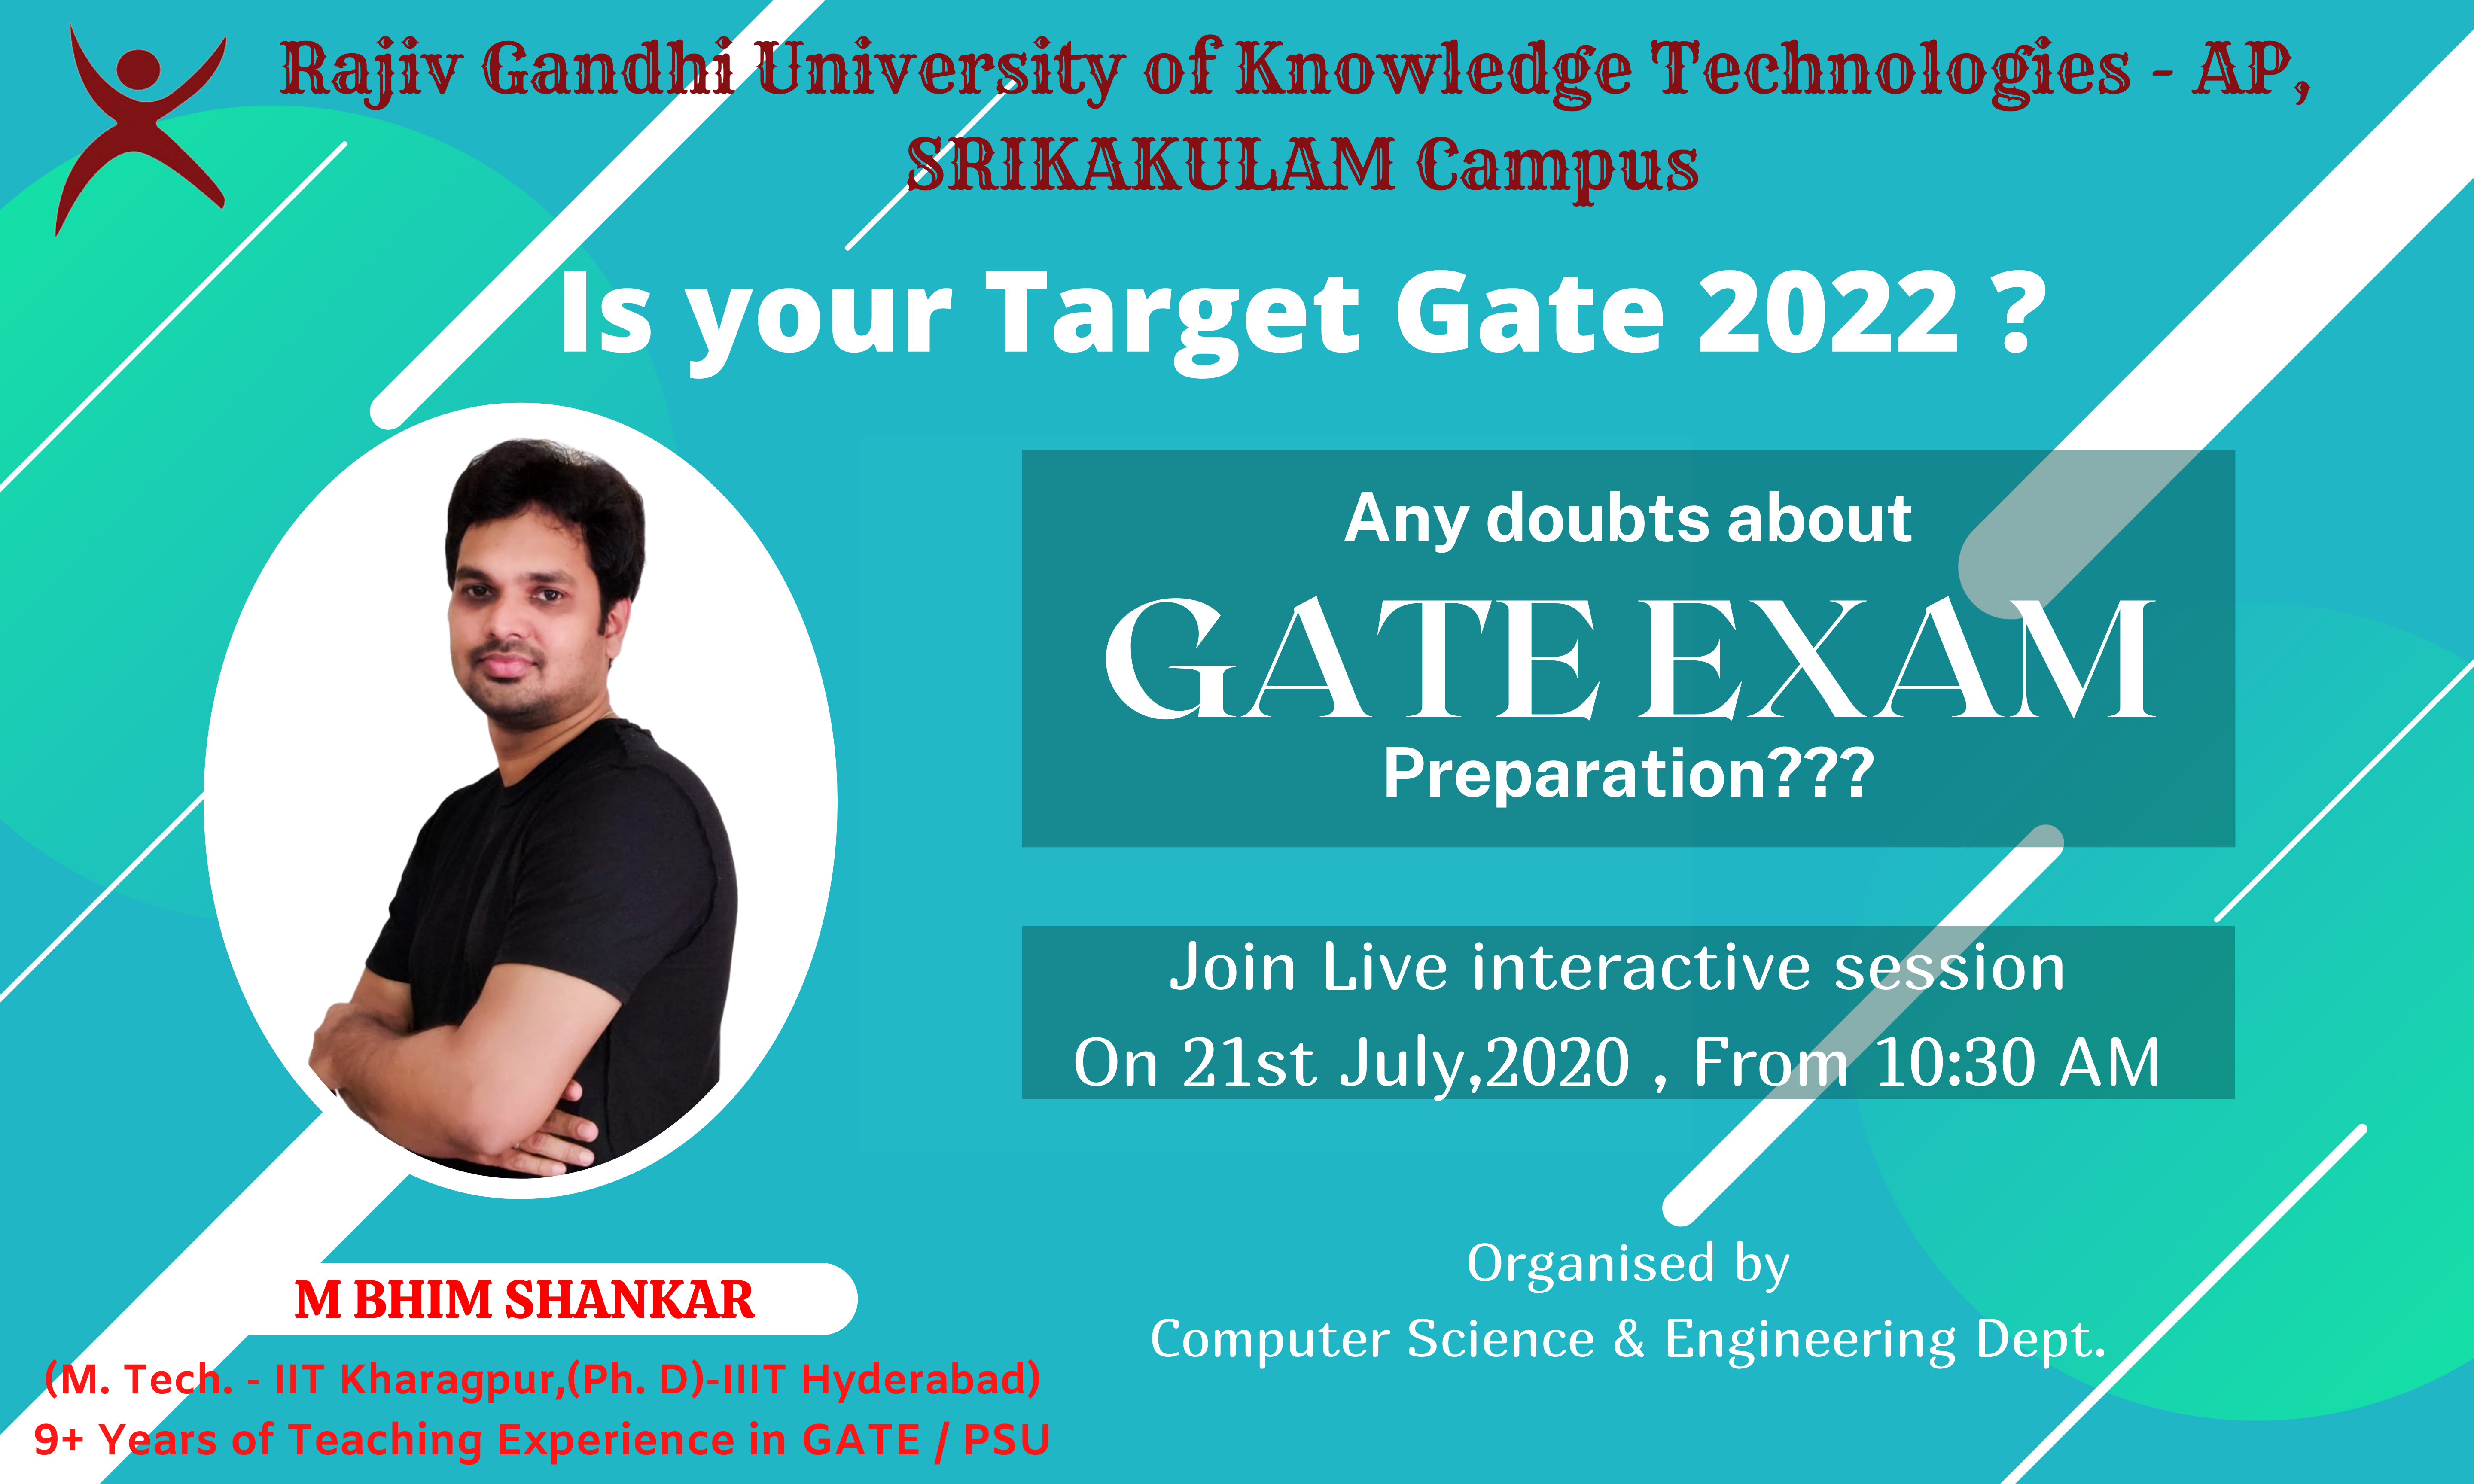 Rajiv Gandhi University of Knowledge Technologies - AP,
SRIKAKULAM Campus
Is your Target Gate 2022 ?
Any doubts about
GATE EXAM
Preparation???
Join Live interactive session
On 21st July,2020 , From 10:30 AM
M BHIM SHANKAR
(M. Tech. - IIT Kharagpur,(Ph. D)-IIIT Hyderabad)
9+ Years of Teaching Experience in GATE / PSU
Organised by
Computer Science & Engineering Dept.